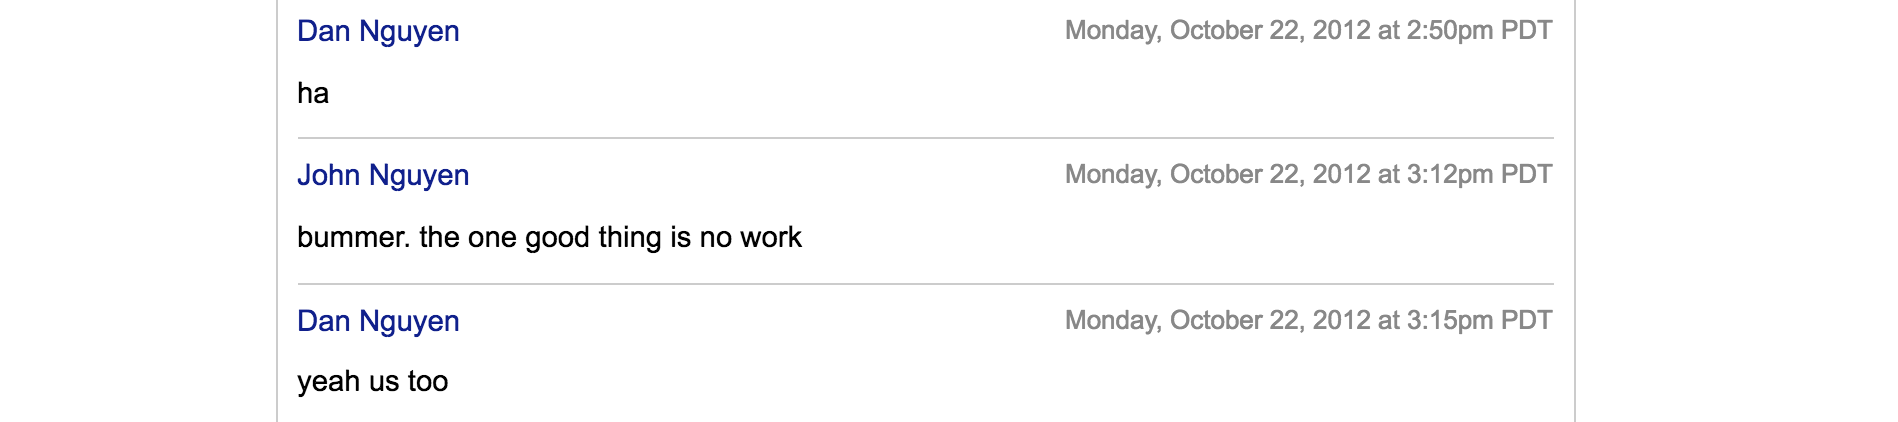 Dan Nguyen Monday, October 22, 2012 at 2:50pm PDT
ha
John Nguyen Monday, October 22, 2012 at 3:12pm PDT
bummer. the one good thing is no work
Dan Nguyen Monday, October 22, 2012 at 3:15pm PDT
yeah us too